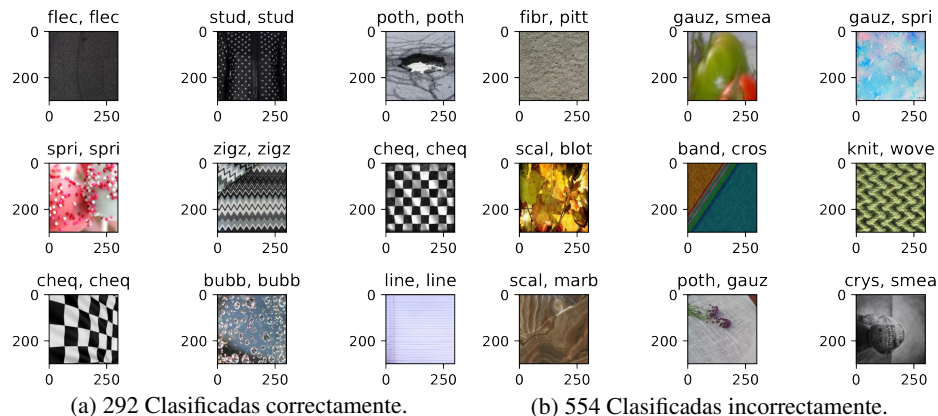 flec, flec stud, stud poth, poth fibr, pitt gauz, smea gauz, spri
0 0 0 0 0 0
200 200 200 200 200 200
0 250 0 250 0 250 0 250 0 250 0 250
spri, spri zigz, zigz cheq, cheq scal, blot band, cros knit, wove
0 0 0 0 0 0
200 200 200 200 200 200
0 250 0 250 0 250 0 250 0 250 0 250
cheq, cheq bubb, bubb line, line scal, marb poth, gauz crys, smea
0 0 0 0 0 0
200 200 200 200 200 200
0 250 0 250 0 250 0 250 0 250 0 250
(a) 292 Clasificadas correctamente. (b) 554 Clasificadas incorrectamente.